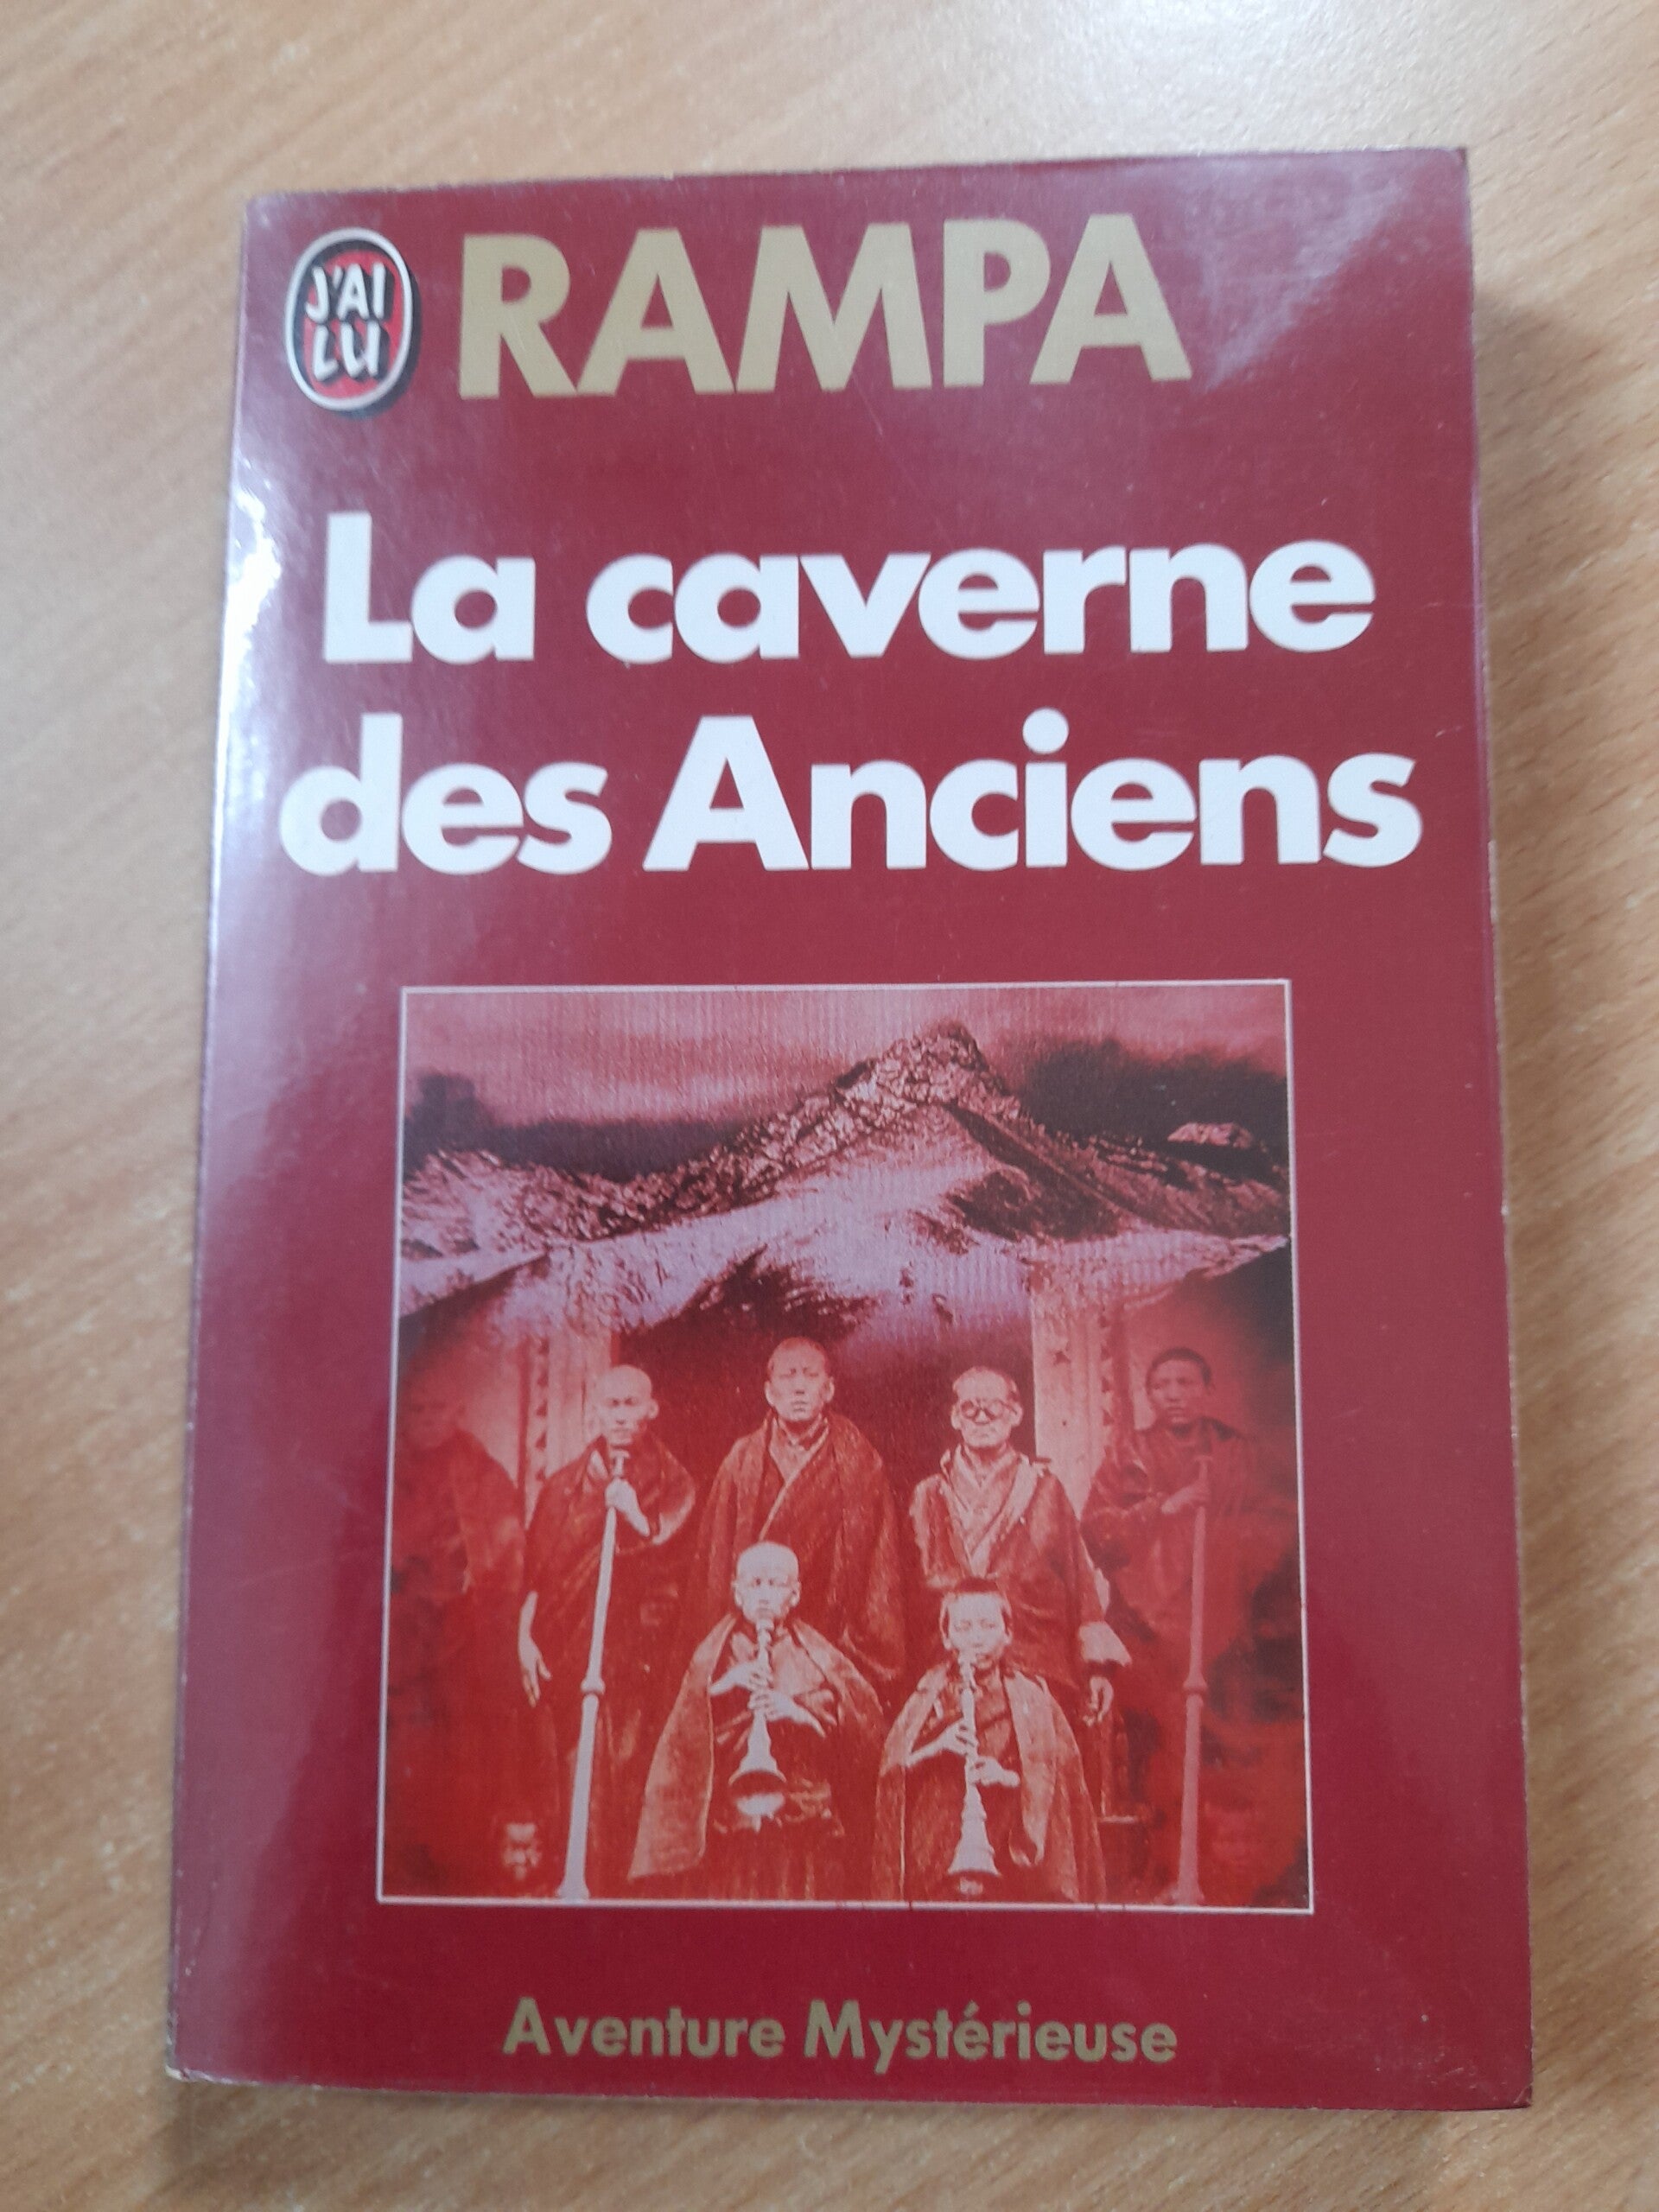 J'AI
LU
RAMPA
La caverne
des Anciens
Aventure Mystérieuse